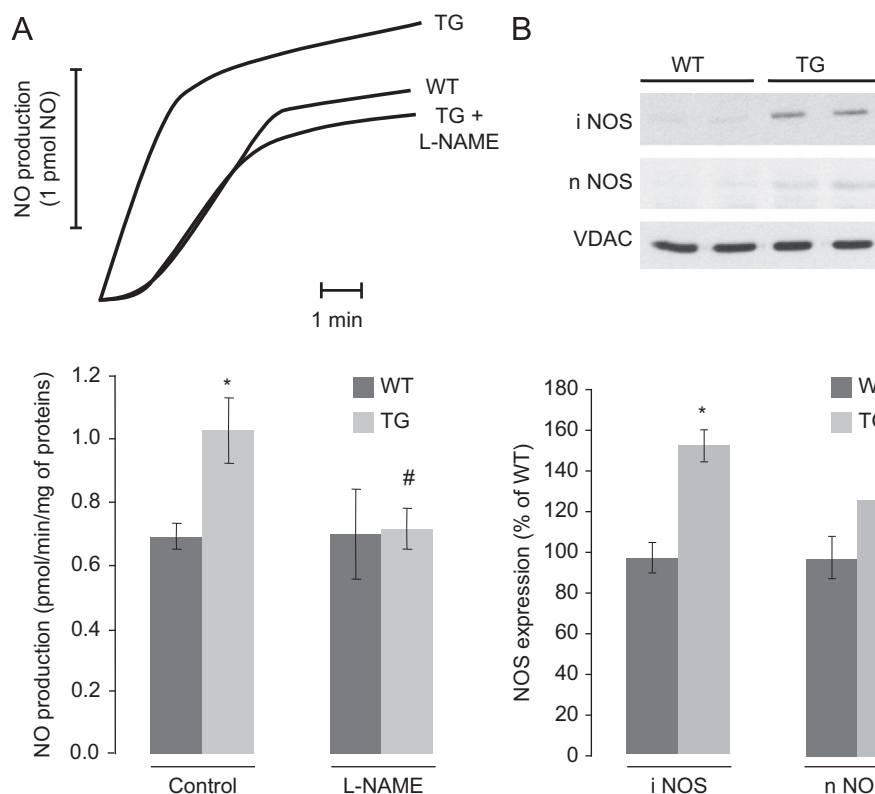 A
TG
WT
TG +
L-NAME
NO production
(1 pmol NO)
1 min
B
WT TG
i NOS
n NOS
VDAC
1.2
1.0
0.8
0.6
0.4
0.2
0.0
NO production (pmol/min/mg of proteins)
*
#
WT
TG
Control L-NAME
180
160
140
120
100
80
60
40
20
0
NOS expression (% of WT)
*
i NOS n NO